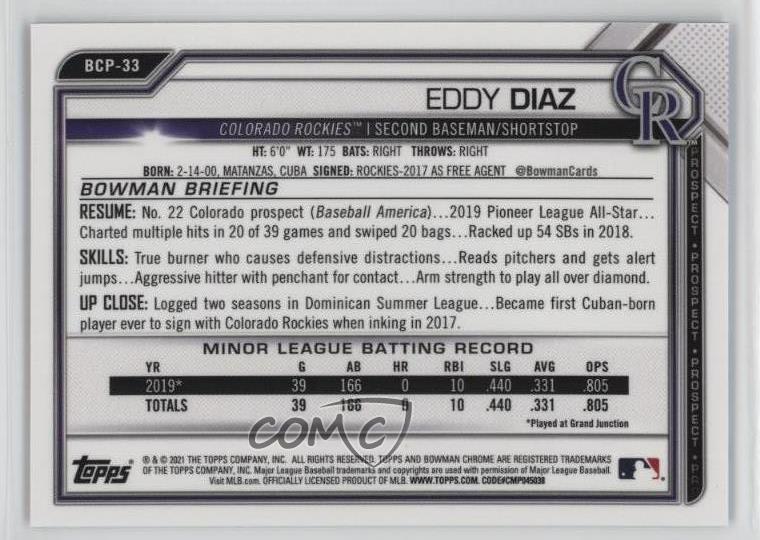 BCP-33
EDDY DIAZ
CR
COLORADO ROCKIES™ | SECOND BASEMAN/SHORTSTOP
HT: 6'0" WT: 175 BATS: RIGHT THROWS: RIGHT
BORN: 2-14-00, MATANZAS, CUBA SIGNED: ROCKIES-2017 AS FREE AGENT @BowmanCards
BOWMAN BRIEFING
RESUME: No. 22 Colorado prospect (Baseball America)...2019 Pioneer League All-Star...
Charted multiple hits in 20 of 39 games and swiped 20 bags...Racked up 54 SBs in 2018.
SKILLS: True burner who causes defensive distractions...Reads pitchers and gets alert
jumps...Aggressive hitter with penchant for contact...Arm strength to play all over diamond.
UP CLOSE: Logged two seasons in Dominican Summer League...Became first Cuban-born
player ever to sign with Colorado Rockies when inking in 2017.
MINOR LEAGUE BATTING RECORD
YR G AB HR RBI SLG AVG OPS
2019* 39 166 0 10 .440 .331 .805
TOTALS 39 166 0 10 .440 .331 .805
*Played at Grand Junction
COMC
Topps
® & © 2021 THE TOPPS COMPANY, INC. ALL RIGHTS RESERVED. TOPPS AND BOWMAN CHROME ARE REGISTERED TRADEMARKS
OF THE TOPPS COMPANY, INC. Major League Baseball trademarks and copyrights are used with permission of Major League Baseball.
Visit MLB.com. OFFICIALLY LICENSED PRODUCT OF MLB. WWW.TOPPS.COM. CODE#CMP045038
TM
PROSPECT • PROSPECT • PROSPECT • PR